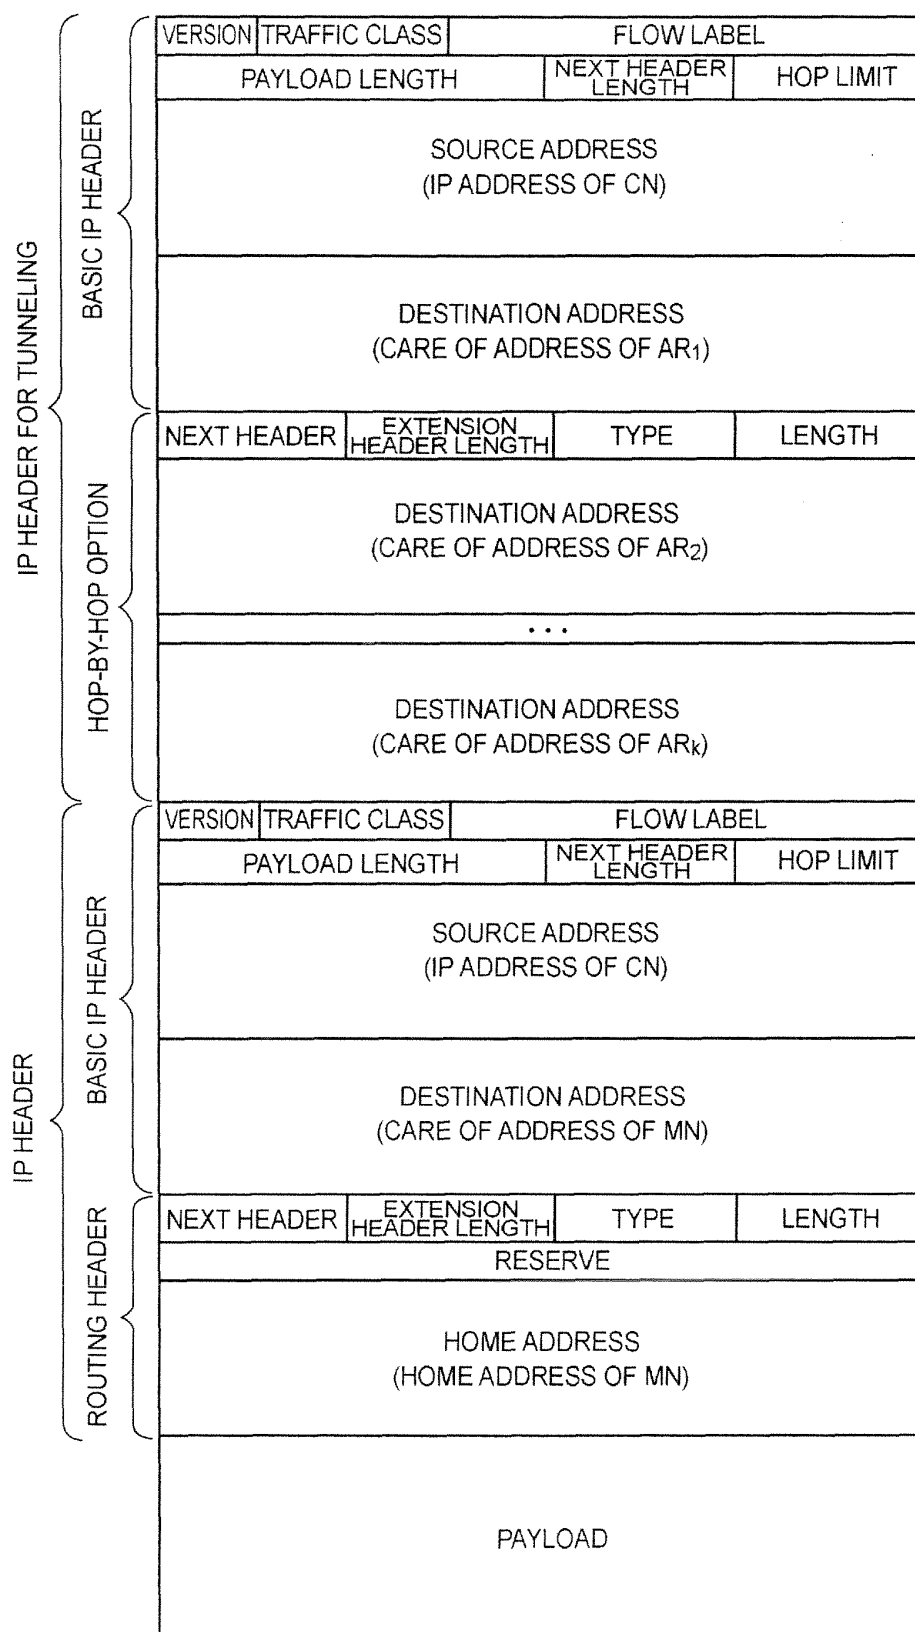 VERSION TRAFFIC CLASS FLOW LABEL
PAYLOAD LENGTH NEXT HEADER LENGTH HOP LIMIT
SOURCE ADDRESS
(IP ADDRESS OF CN)
DESTINATION ADDRESS
(CARE OF ADDRESS OF AR1)
BASIC IP HEADER
IP HEADER FOR TUNNELING
NEXT HEADER EXTENSION HEADER LENGTH TYPE LENGTH
DESTINATION ADDRESS
(CARE OF ADDRESS OF AR2)
...
DESTINATION ADDRESS
(CARE OF ADDRESS OF ARk)
HOP-BY-HOP OPTION
VERSION TRAFFIC CLASS FLOW LABEL
PAYLOAD LENGTH NEXT HEADER LENGTH HOP LIMIT
SOURCE ADDRESS
(IP ADDRESS OF CN)
DESTINATION ADDRESS
(CARE OF ADDRESS OF MN)
BASIC IP HEADER
IP HEADER
NEXT HEADER EXTENSION HEADER LENGTH TYPE LENGTH
RESERVE
HOME ADDRESS
(HOME ADDRESS OF MN)
ROUTING HEADER
PAYLOAD